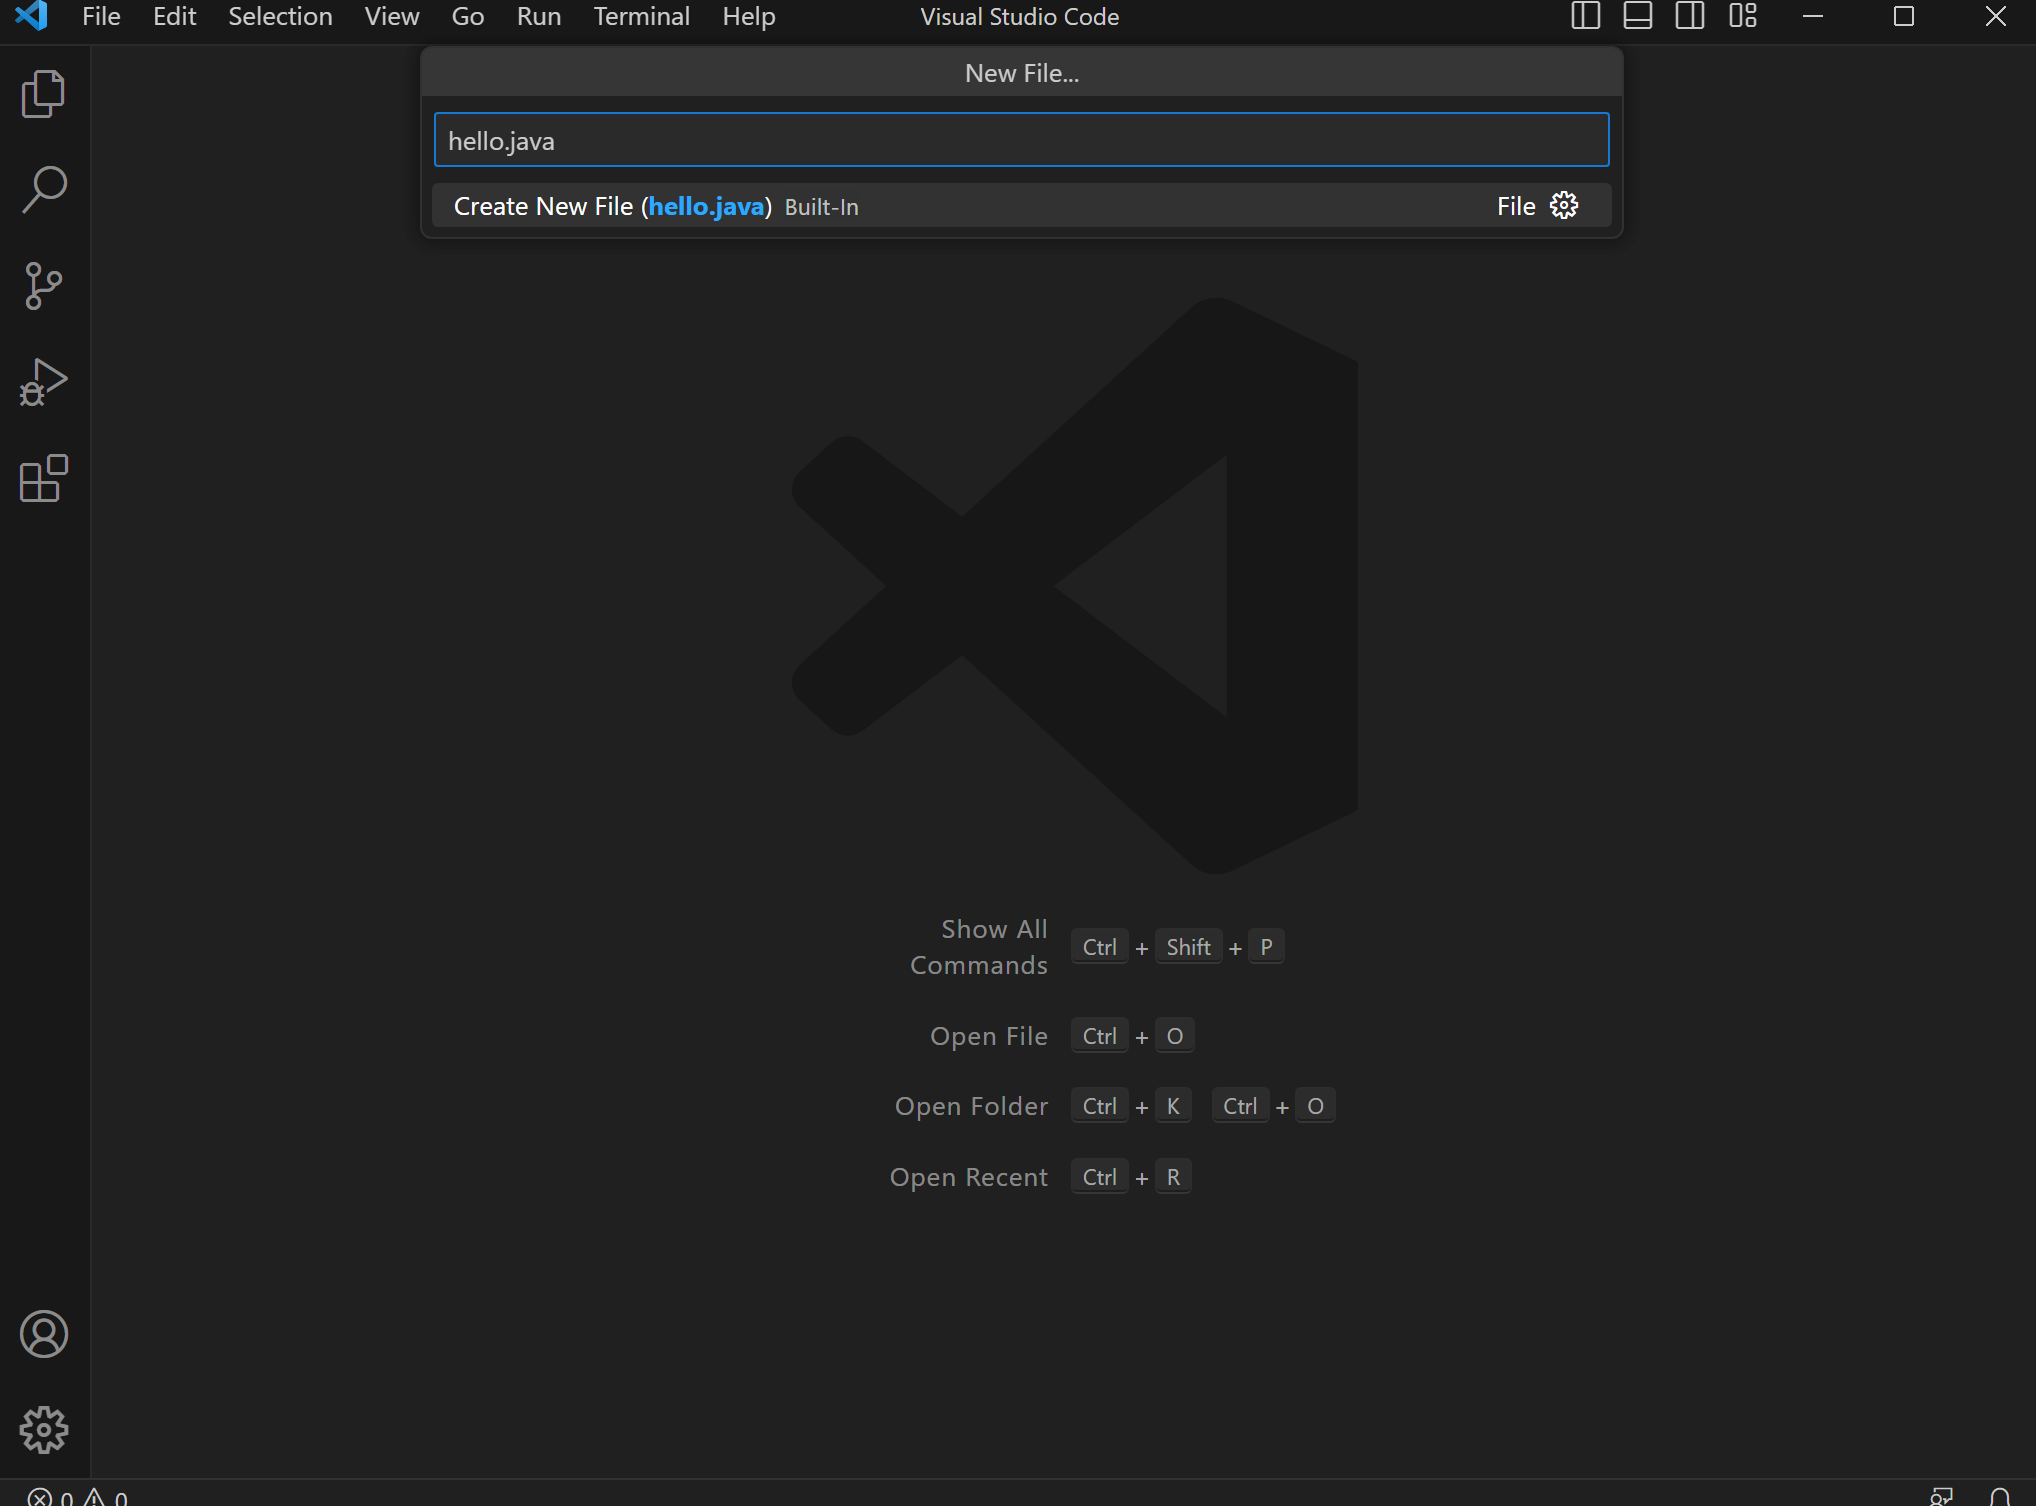 File Edit Selection View Go Run Terminal Help Visual Studio Code
New File...
hello.java
Create New File (hello.java) Built-In File
Show All
Commands Ctrl + Shift + P
Open File Ctrl + O
Open Folder Ctrl + K Ctrl + O
Open Recent Ctrl + R
0 0